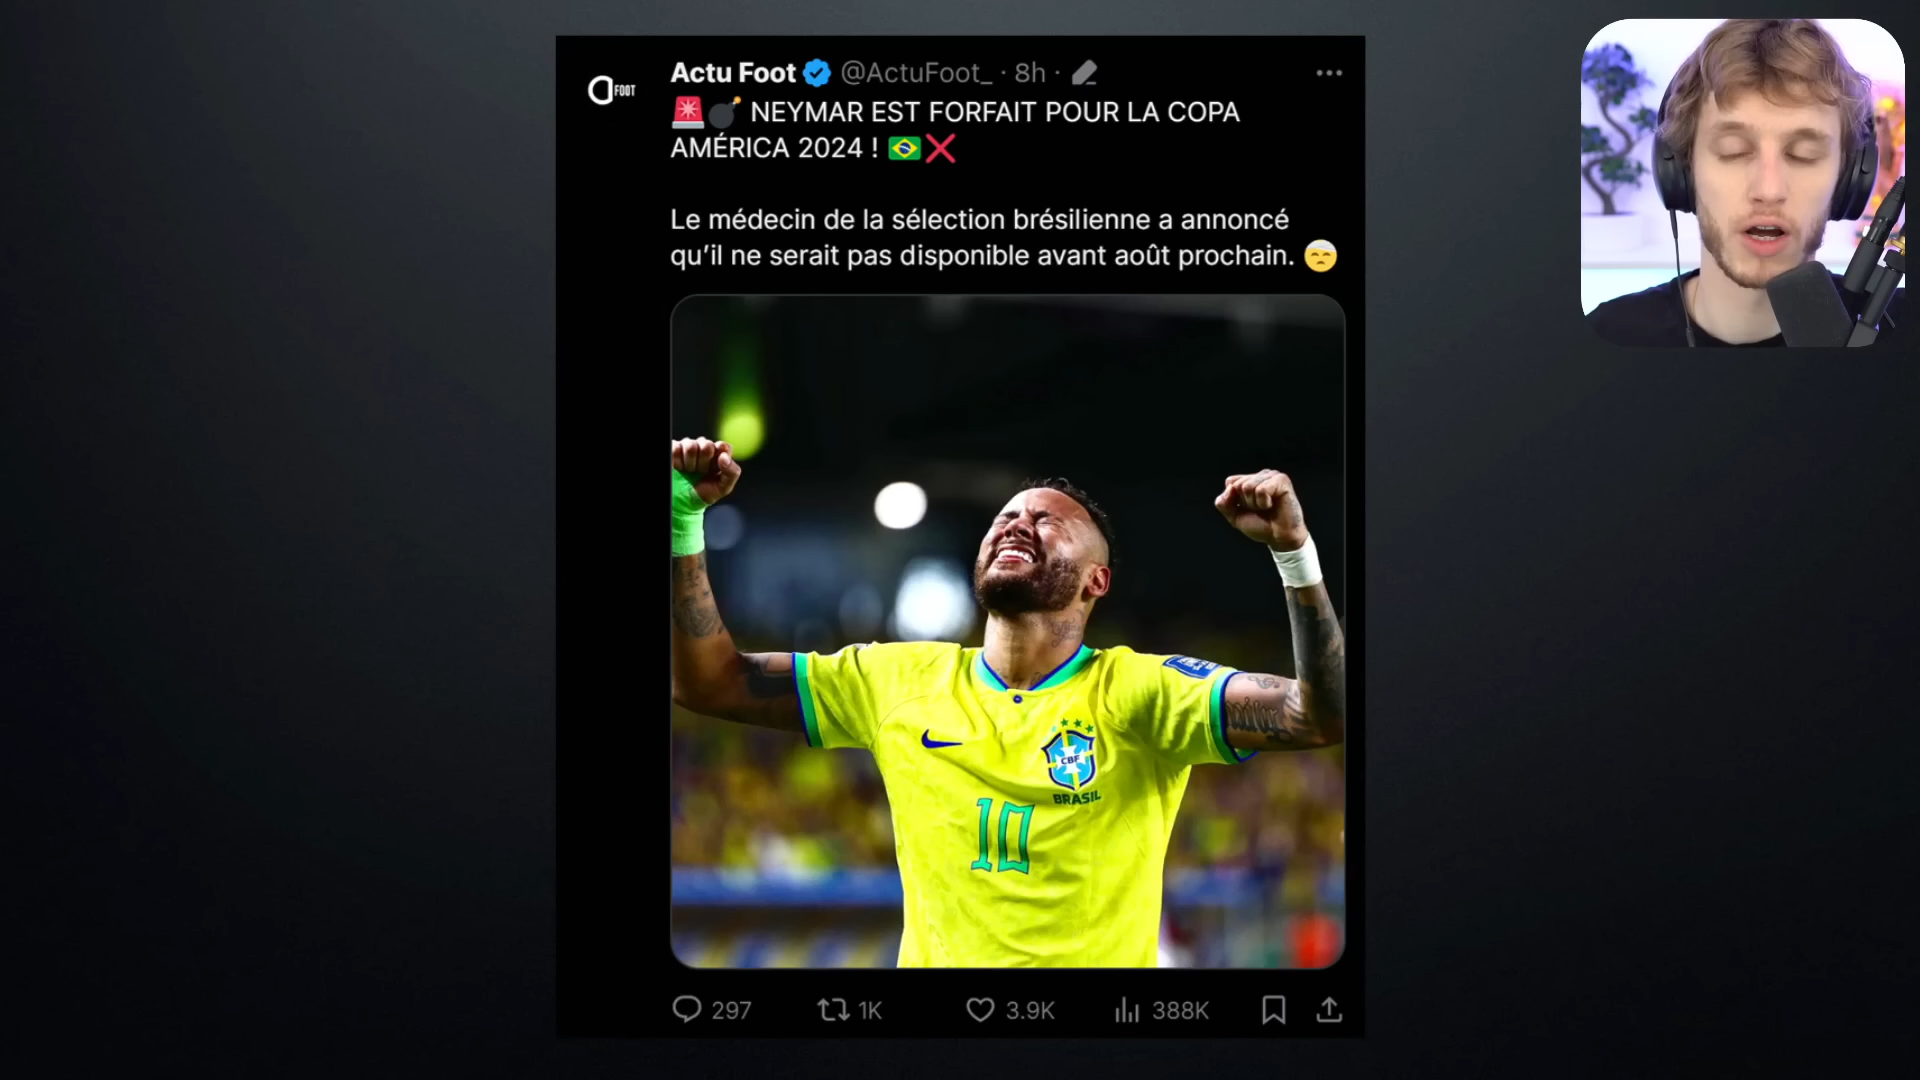 FOOT
Actu Foot @ActuFoot_ · 8h ·
NEYMAR EST FORFAIT POUR LA COPA
AMÉRICA 2024 !
Le médecin de la sélection brésilienne a annoncé
qu’il ne serait pas disponible avant août prochain.
CBF
BRASIL
10
297 1K 3.9K 388K